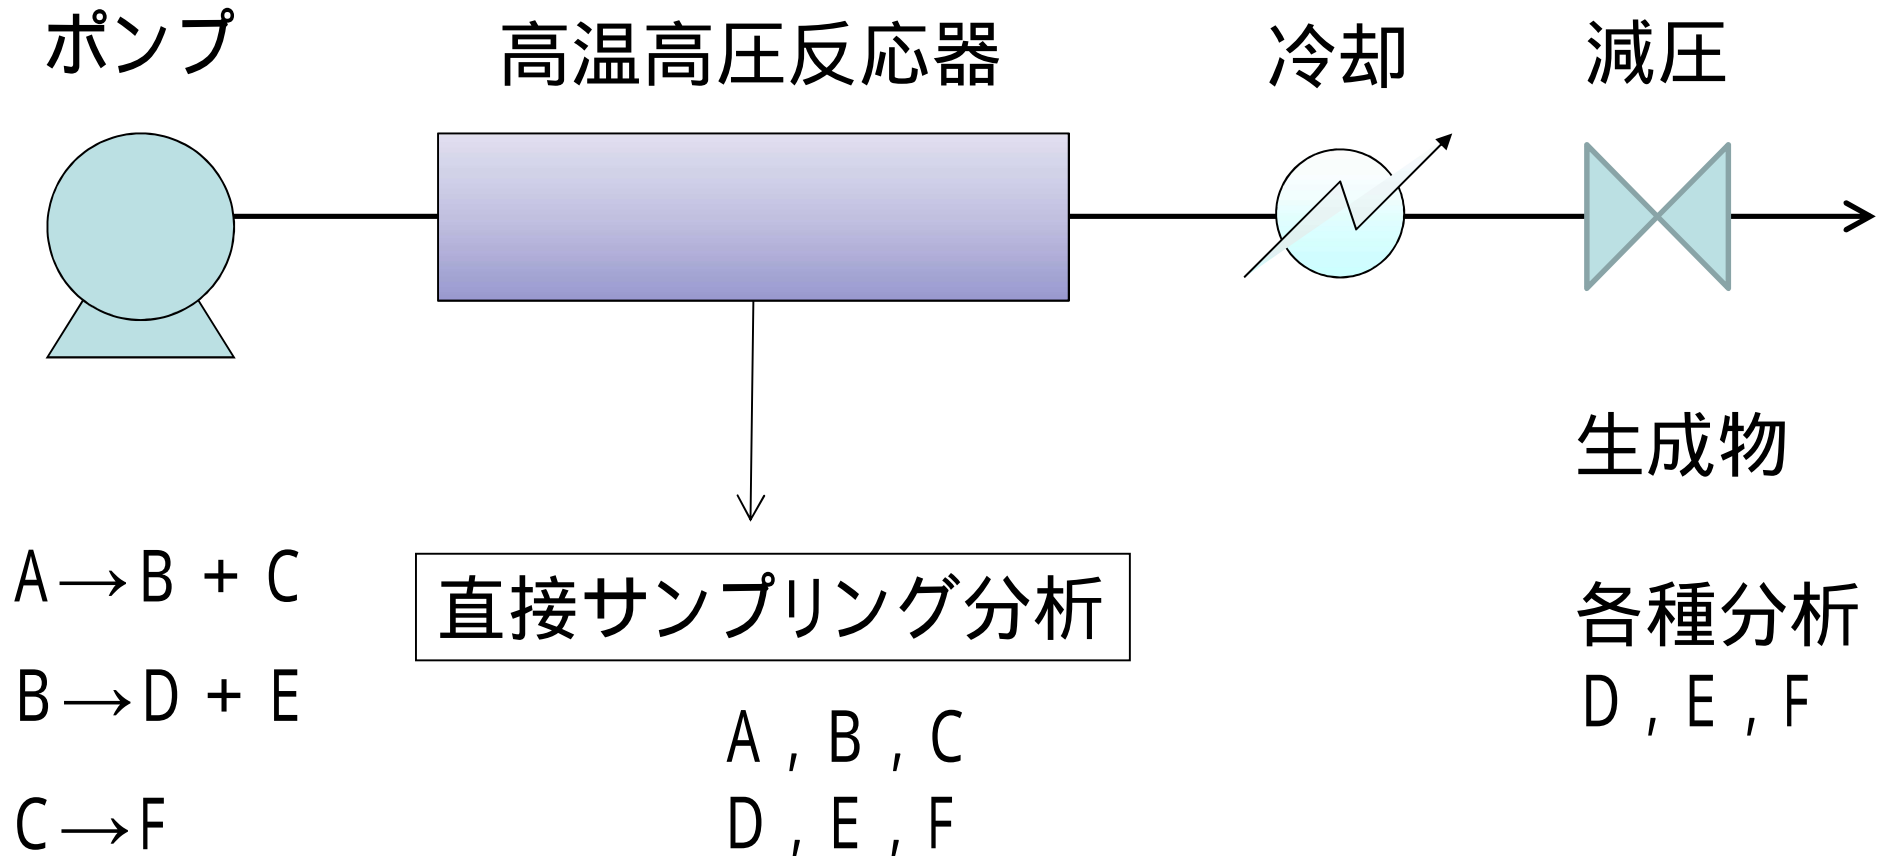 ポンプ
高温高圧反応器
冷却
減圧
生成物
A→B + C
B→D + E
C→F
直接サンプリング分析
A , B , C
D , E , F
各種分析
D , E , F